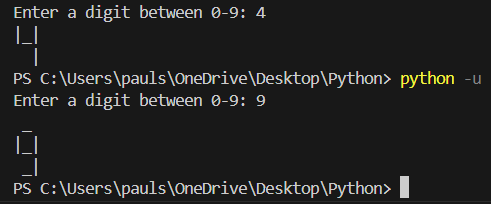 Enter a digit between 0-9: 4
|_|
  |
PS C:\Users\pauls\OneDrive\Desktop\Python> python -u
Enter a digit between 0-9: 9
 _
|_|
 _|
PS C:\Users\pauls\OneDrive\Desktop\Python>